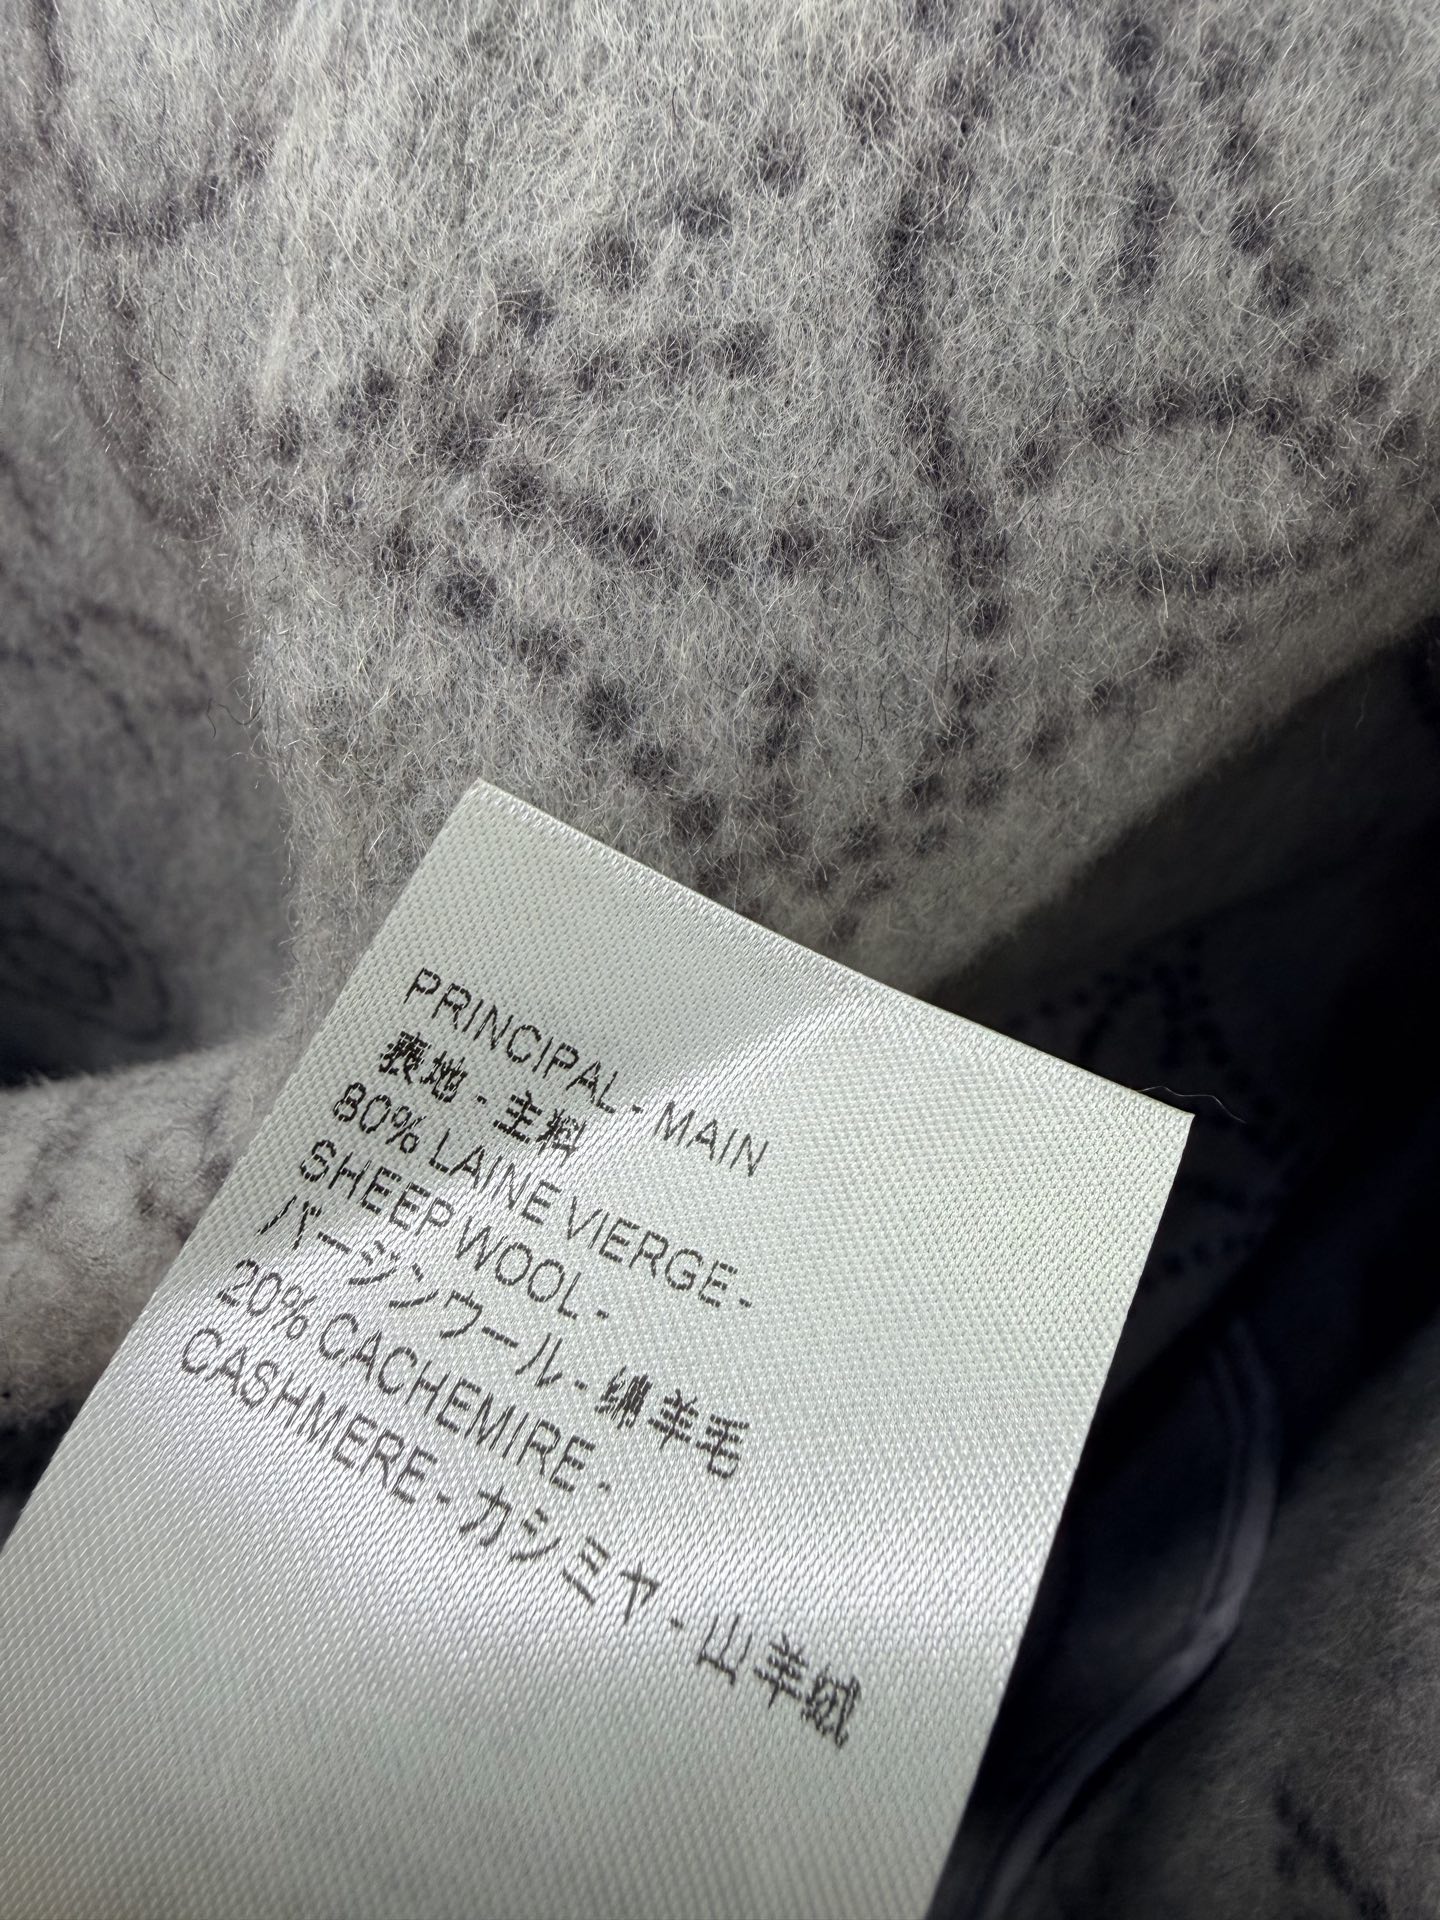 PRINCIPAL - MAIN
表地 - 主料
80% LAINE VIERGE -
SHEEP WOOL -
バージンウール - 绵羊毛
20% CACHEMIRE -
CASHMERE - カシミヤ - 山羊绒